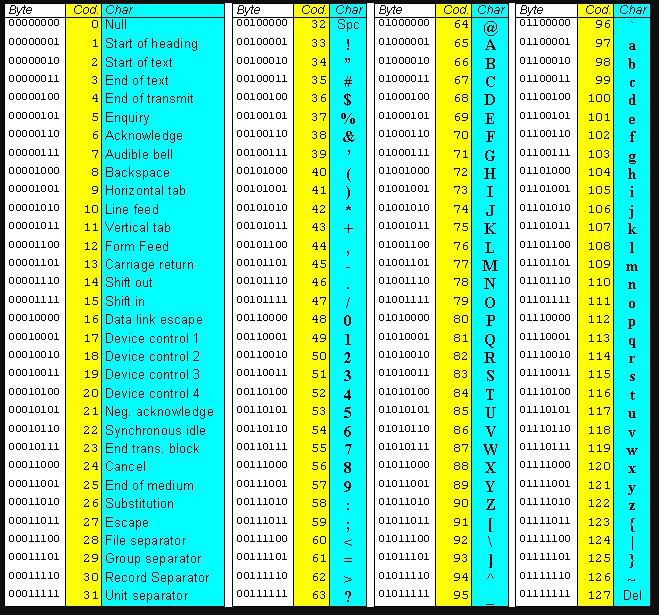 Byte Cod. Char Byte Cod. Char Byte Cod. Char Byte Cod. Char
00000000 0 Null 00100000 32 Spc 01000000 64 @ 01100000 96 `
00000001 1 Start of heading 00100001 33 ! 01000001 65 A 01100001 97 a
00000010 2 Start of text 00100010 34 " 01000010 66 B 01100010 98 b
00000011 3 End of text 00100011 35 # 01000011 67 C 01100011 99 c
00000100 4 End of transmit 00100100 36 $ 01000100 68 D 01100100 100 d
00000101 5 Enquiry 00100101 37 % 01000101 69 E 01100101 101 e
00000110 6 Acknowledge 00100110 38 & 01000110 70 F 01100110 102 f
00000111 7 Audible bell 00100111 39 ' 01000111 71 G 01100111 103 g
00001000 8 Backspace 00101000 40 ( 01001000 72 H 01101000 104 h
00001001 9 Horizontal tab 00101001 41 ) 01001001 73 I 01101001 105 i
00001010 10 Line feed 00101010 42 * 01001010 74 J 01101010 106 j
00001011 11 Vertical tab 00101011 43 + 01001011 75 K 01101011 107 k
00001100 12 Form Feed 00101100 44 , 01001100 76 L 01101100 108 l
00001101 13 Carriage return 00101101 45 - 01001101 77 M 01101101 109 m
00001110 14 Shift out 00101110 46 . 01001110 78 N 01101110 110 n
00001111 15 Shift in 00101111 47 / 01001111 79 O 01101111 111 o
00010000 16 Data link escape 00110000 48 0 01010000 80 P 01110000 112 p
00010001 17 Device control 1 00110001 49 1 01010001 81 Q 01110001 113 q
00010010 18 Device control 2 00110010 50 2 01010010 82 R 01110010 114 r
00010011 19 Device control 3 00110011 51 3 01010011 83 S 01110011 115 s
00010100 20 Device control 4 00110100 52 4 01010100 84 T 01110100 116 t
00010101 21 Neg. acknowledge 00110101 53 5 01010101 85 U 01110101 117 u
00010110 22 Synchronous idle 00110110 54 6 01010110 86 V 01110110 118 v
00010111 23 End trans. block 00110111 55 7 01010111 87 W 01110111 119 w
00011000 24 Cancel 00111000 56 8 01011000 88 X 01111000 120 x
00011001 25 End of medium 00111001 57 9 01011001 89 Y 01111001 121 y
00011010 26 Substitution 00111010 58 : 01011010 90 Z 01111010 122 z
00011011 27 Escape 00111011 59 ; 01011011 91 [ 01111011 123 {
00011100 28 File separator 00111100 60 < 01011100 92 \ 01111100 124 |
00011101 29 Group separator 00111101 61 = 01011101 93 ] 01111101 125 }
00011110 30 Record Separator 00111110 62 > 01011110 94 ^ 01111110 126 ~
00011111 31 Unit separator 00111111 63 ? 01011111 95 _ 01111111 127 Del